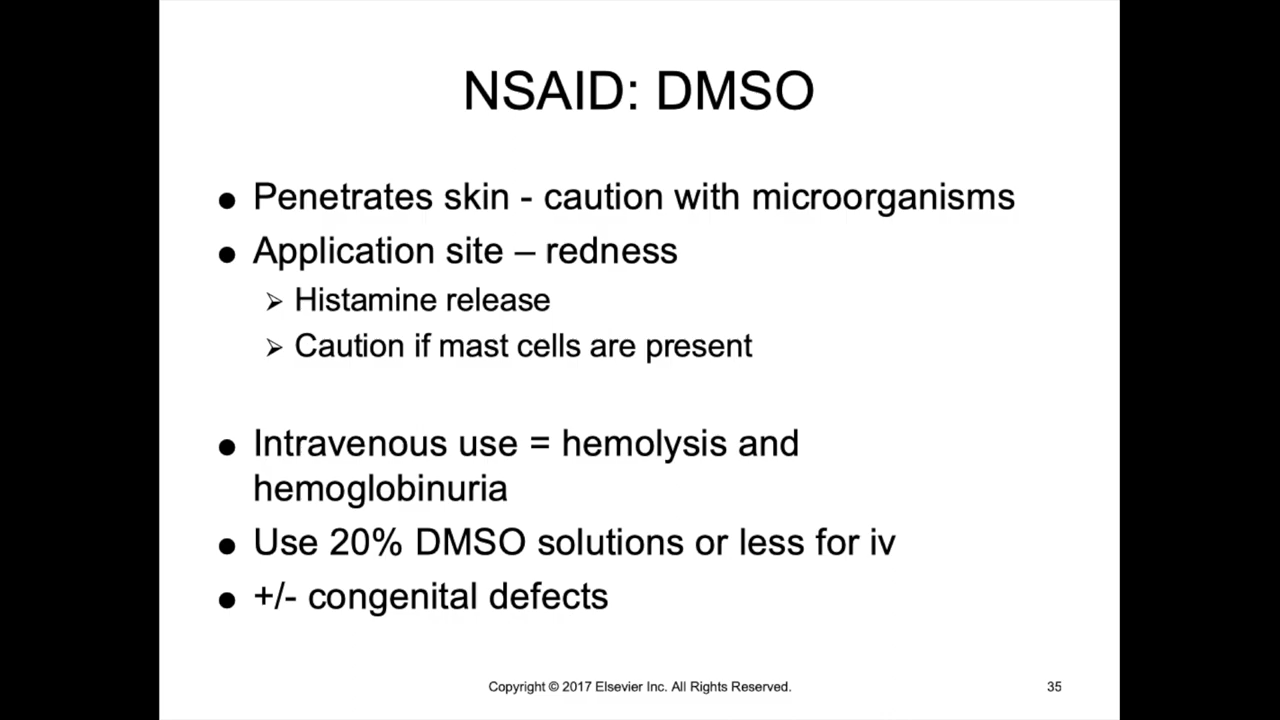 NSAID: DMSO
● Penetrates skin - caution with microorganisms
● Application site – redness
➢ Histamine release
➢ Caution if mast cells are present
● Intravenous use = hemolysis and
hemoglobinuria
● Use 20% DMSO solutions or less for iv
● +/- congenital defects
Copyright © 2017 Elsevier Inc. All Rights Reserved.
35